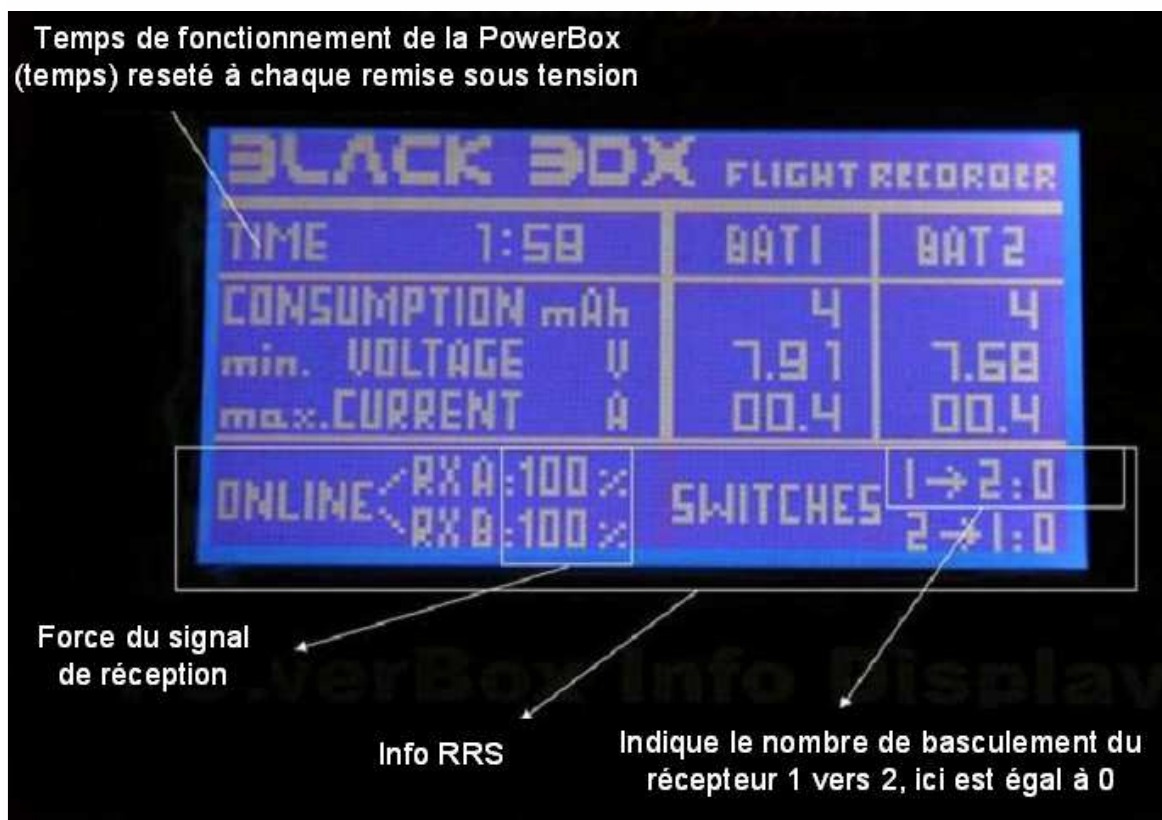 Temps de fonctionnement de la PowerBox
(temps) reseté à chaque remise sous tension
BLACK BOX FLIGHT RECORDER
TIME 1:58 BAT1 BAT2
CONSUMPTION mAh 4 4
min. VOLTAGE V 7.91 7.68
max.CURRENT A 00.4 00.4
ONLINE RX A:100% SWITCHES 1→2:0
RX B:100% 2→1:0
Force du signal
de réception
PowerBox Info Display
Info RRS
Indique le nombre de basculement du
récepteur 1 vers 2, ici est égal à 0